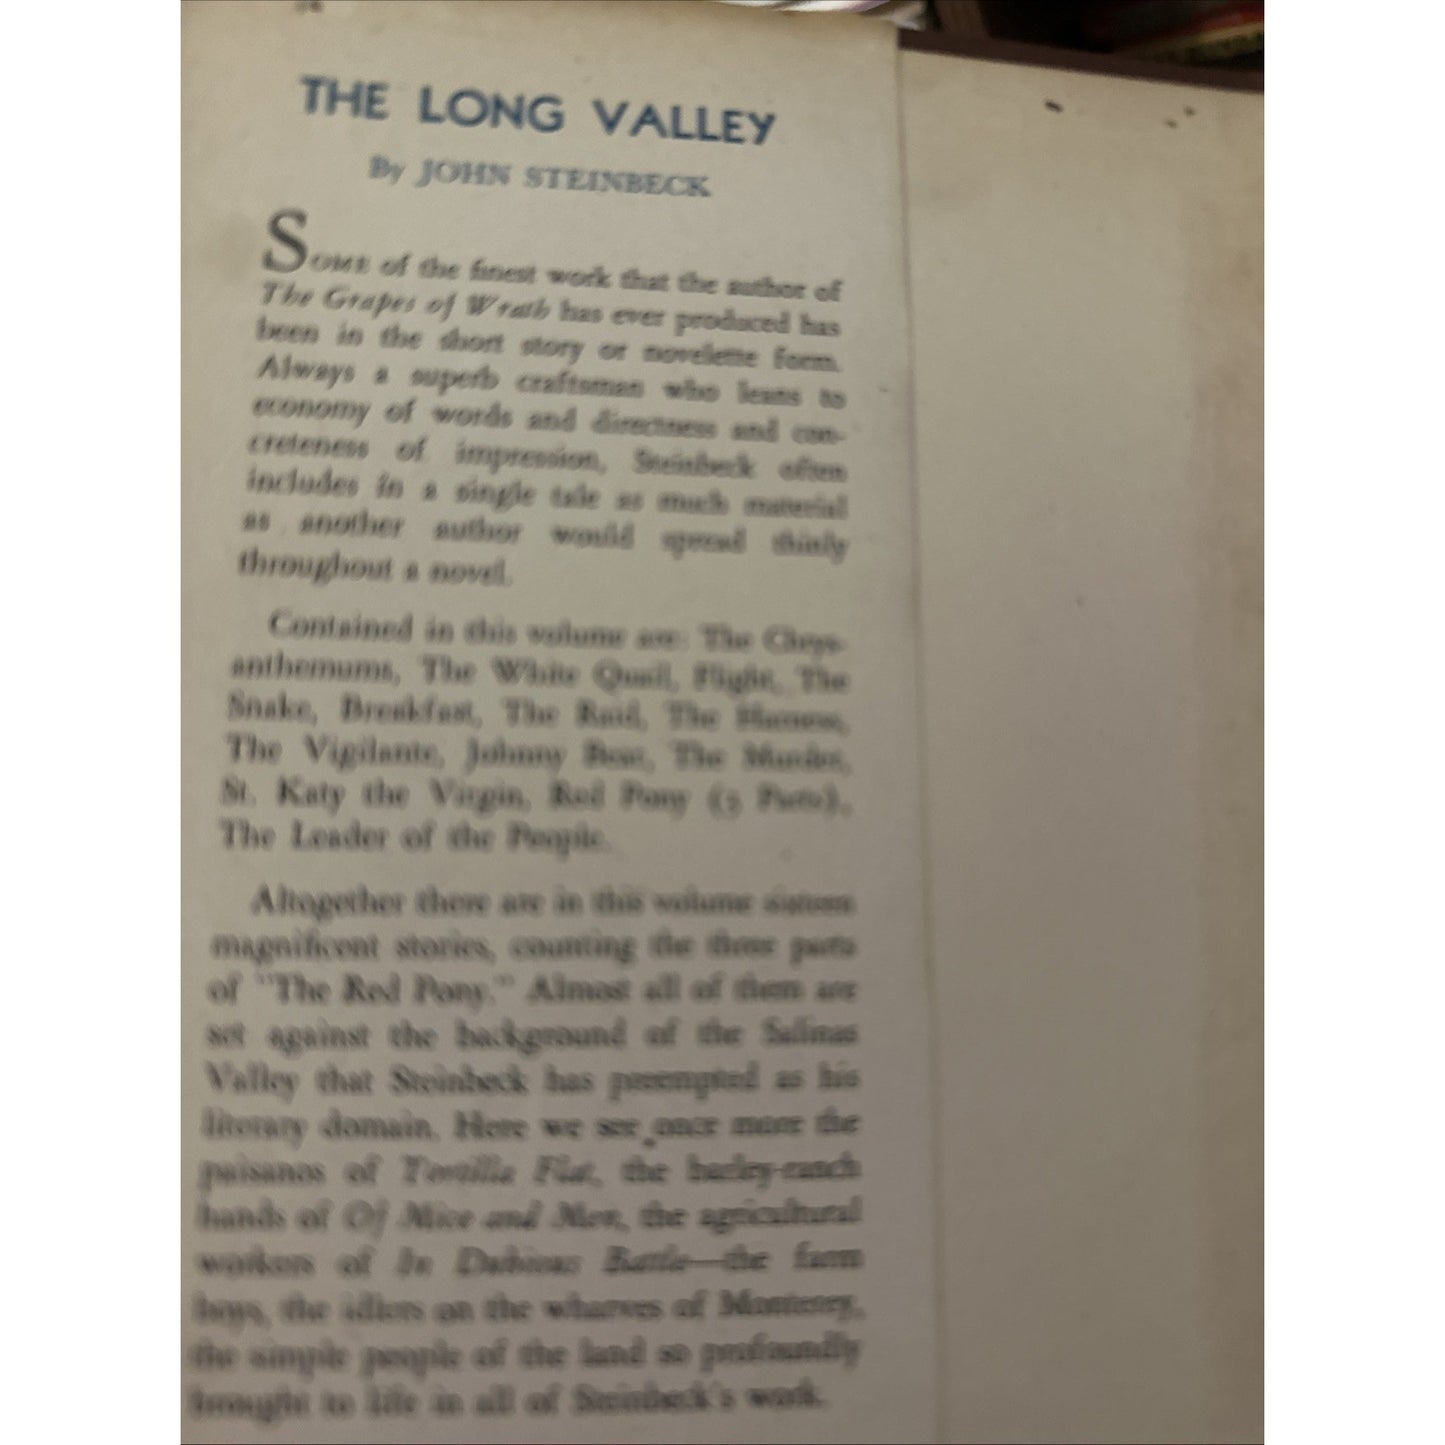 THE LONG VALLEY
By JOHN STEINBECK
SOME of the finest work that the author of
The Grapes of Wrath has ever produced has
been in the short story or novelette form.
Always a superb craftsman who leans to
economy of words and directness and con-
creteness of impression, Steinbeck often
includes in a single tale as much material
as another author would spread thinly
throughout a novel.
Contained in this volume are: The Chrys-
anthemums, The White Quail, Flight, The
Snake, Breakfast, The Raid, The Harness,
The Vigilante, Johnny Bear, The Murder,
St. Katy the Virgin, Red Pony (3 Parts),
The Leader of the People.
Altogether there are in this volume sixteen
magnificent stories, counting the three parts
of "The Red Pony." Almost all of them are
set against the background of the Salinas
Valley that Steinbeck has preempted as his
literary domain. Here we see once more the
paisanos of Tortilla Flat, the barley-ranch
hands of Of Mice and Men, the agricultural
workers of In Dubious Battle—the farm
boys, the idlers on the wharves of Monterey,
the simple people of the land so profoundly
brought to life in all of Steinbeck's work.